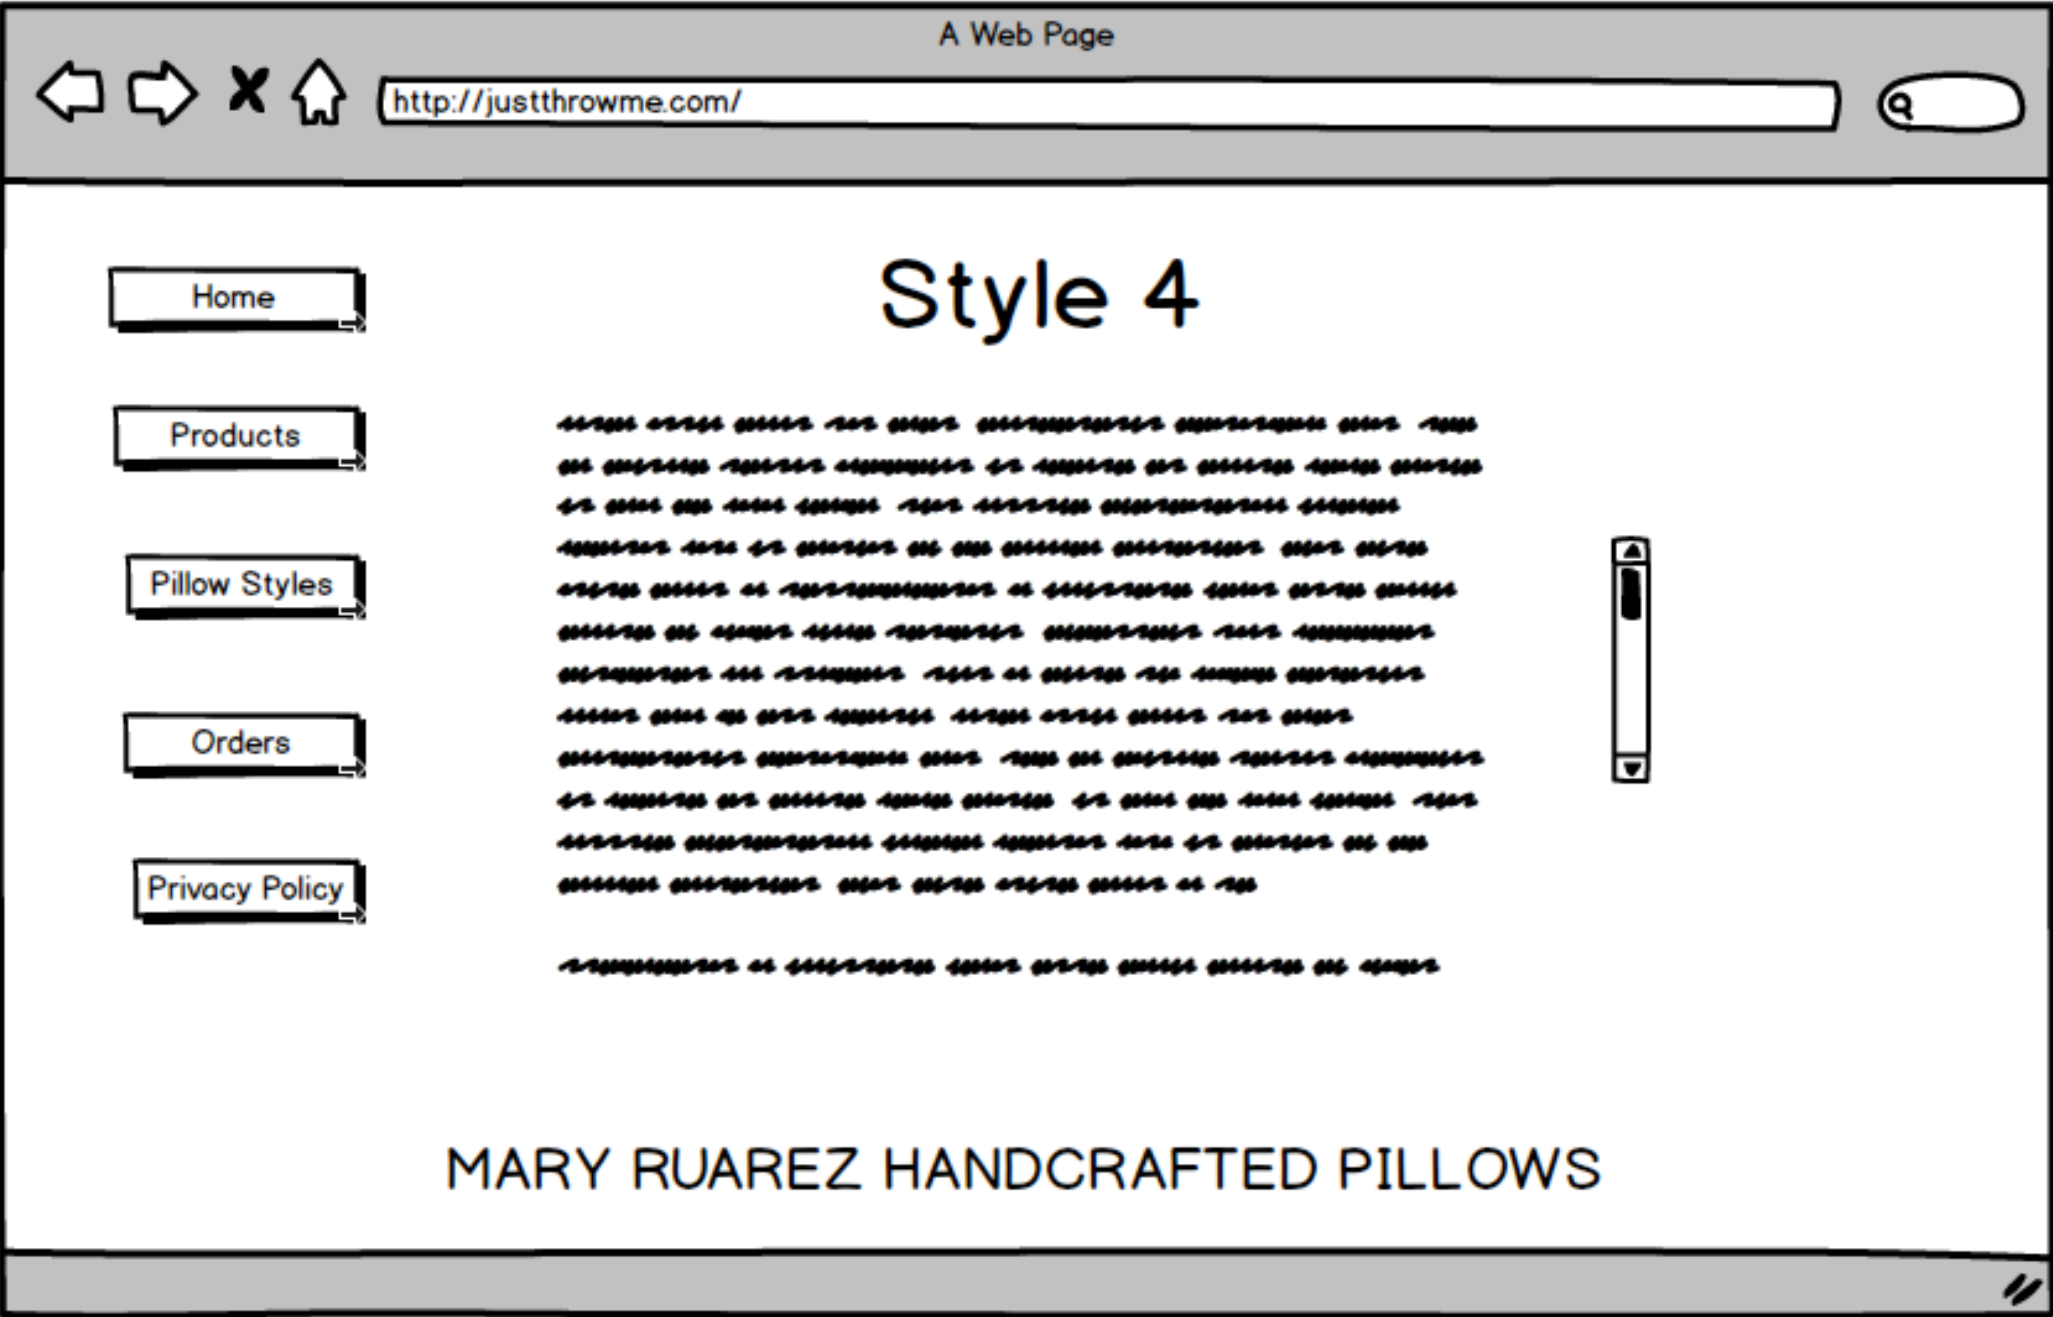 A Web Page
http://justthrowme.com/
Style 4
Home
Products
Pillow Styles
Orders
Privacy Policy
MARY RUAREZ HANDCRAFTED PILLOWS